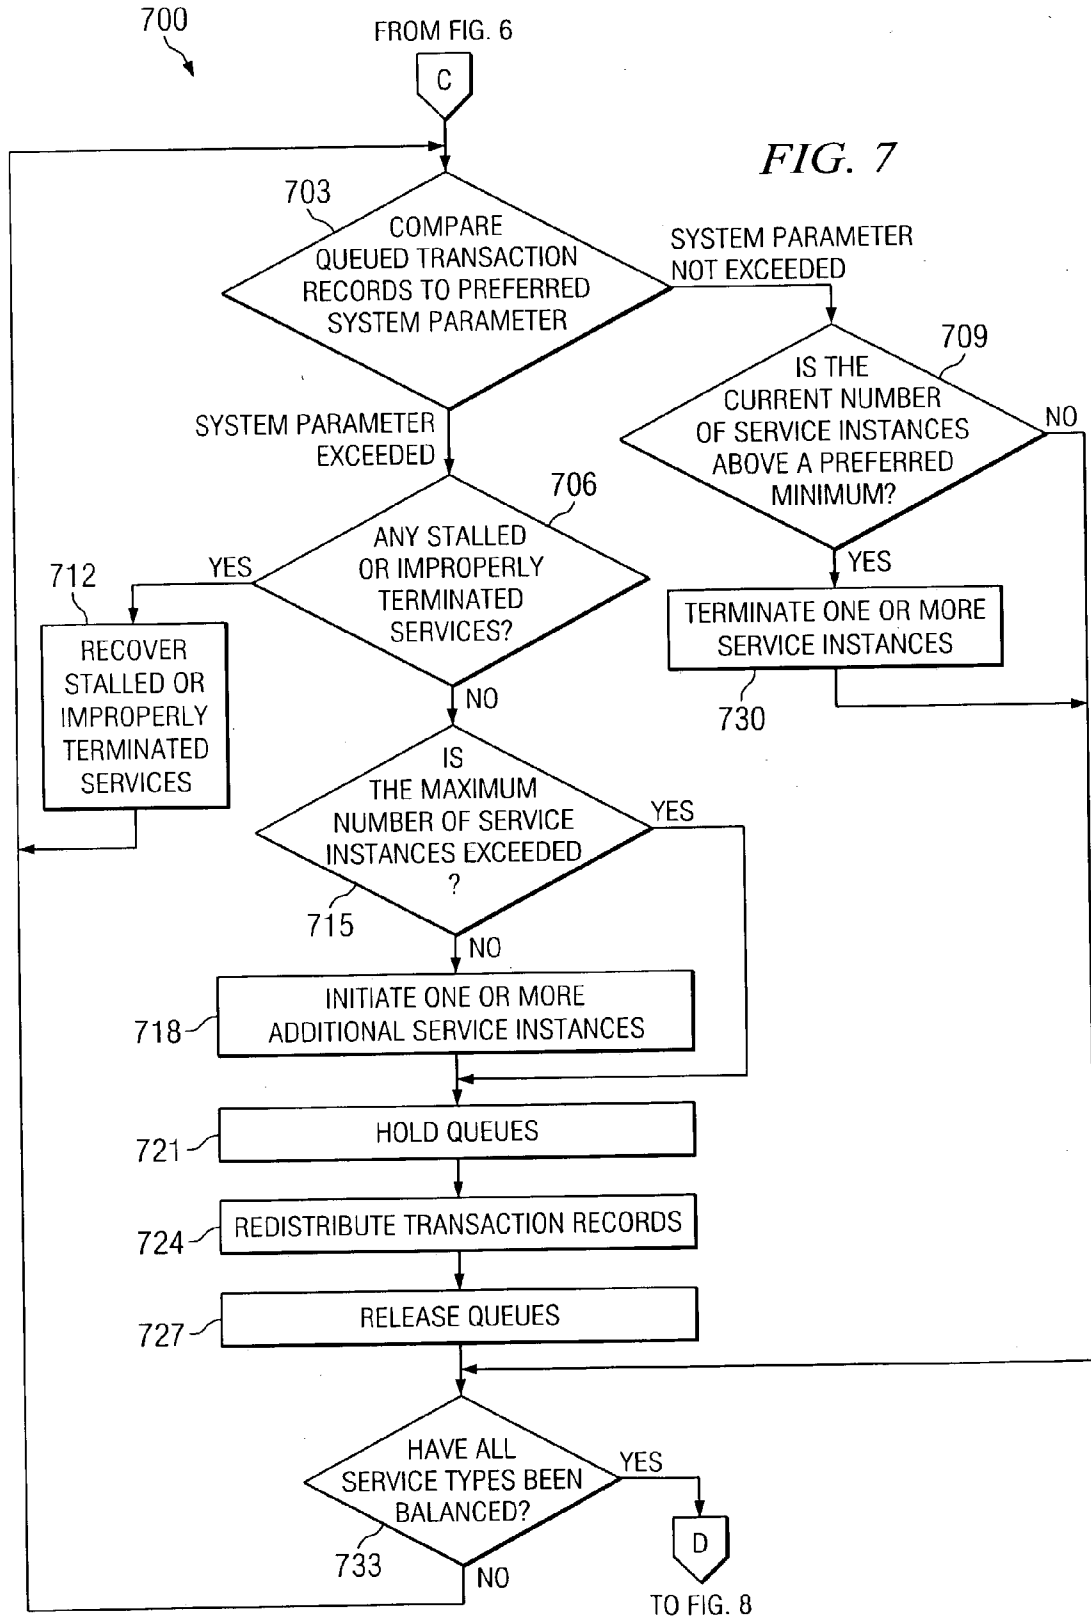 700
FROM FIG. 6
C
FIG. 7
703
COMPARE
QUEUED TRANSACTION
RECORDS TO PREFERRED
SYSTEM PARAMETER
SYSTEM PARAMETER
NOT EXCEEDED
709
IS THE
CURRENT NUMBER
OF SERVICE INSTANCES
ABOVE A PREFERRED
MINIMUM?
NO
SYSTEM PARAMETER
EXCEEDED
706
ANY STALLED
OR IMPROPERLY
TERMINATED
SERVICES?
YES
712
RECOVER
STALLED OR
IMPROPERLY
TERMINATED
SERVICES
YES
TERMINATE ONE OR MORE
SERVICE INSTANCES
730
NO
IS
THE MAXIMUM
NUMBER OF SERVICE
INSTANCES EXCEEDED
?
YES
715
NO
INITIATE ONE OR MORE
ADDITIONAL SERVICE INSTANCES
718
HOLD QUEUES
721
REDISTRIBUTE TRANSACTION RECORDS
724
RELEASE QUEUES
727
HAVE ALL
SERVICE TYPES BEEN
BALANCED?
YES
733
NO
D
TO FIG. 8